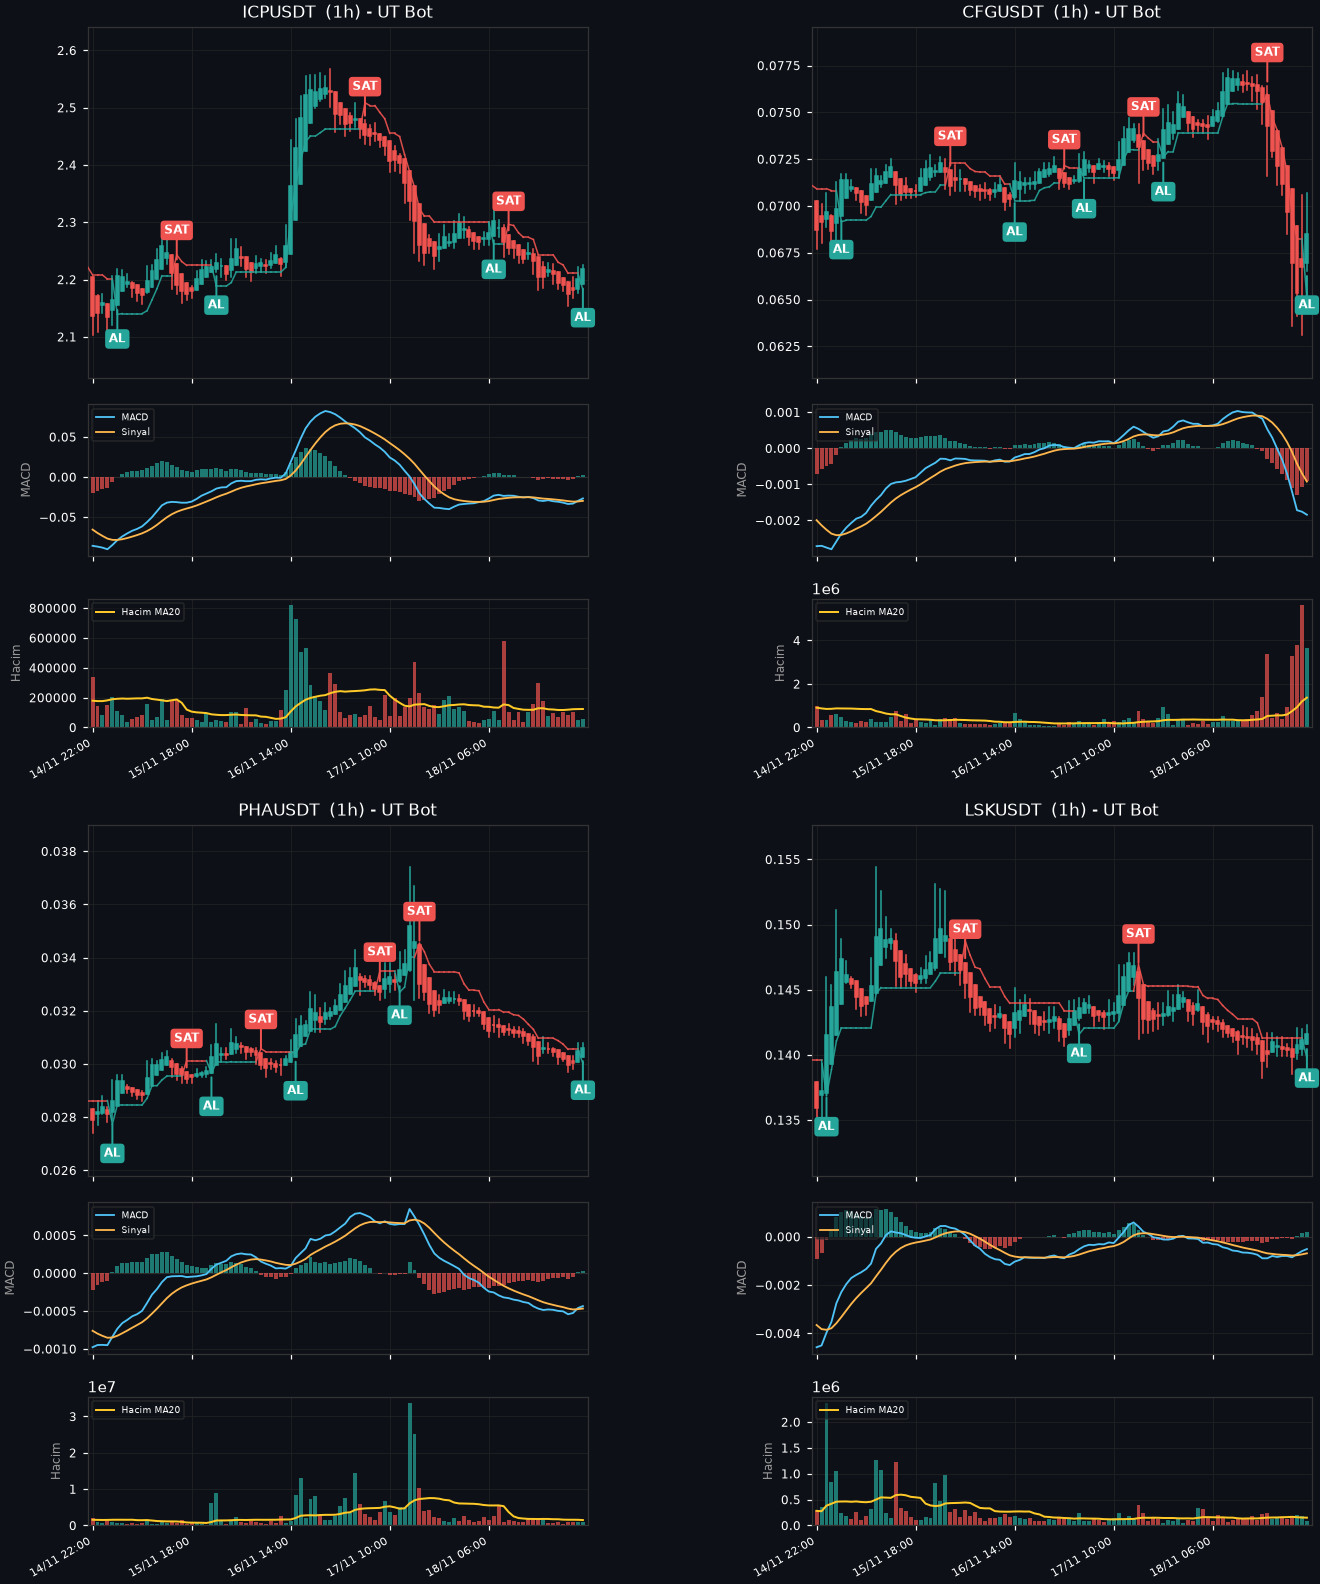 ICPUSDT  (1h) - UT Bot
2.6
2.5
2.4
2.3
2.2
2.1
AL
SAT
AL
SAT
AL
SAT
AL
MACD
Sinyal
0.05
0.00
−0.05
MACD
Hacim MA20
800000
600000
400000
200000
0
Hacim
14/11 22:00
15/11 18:00
16/11 14:00
17/11 10:00
18/11 06:00
CFGUSDT  (1h) - UT Bot
0.0775
0.0750
0.0725
0.0700
0.0675
0.0650
0.0625
AL
SAT
AL
SAT
AL
SAT
AL
SAT
AL
MACD
Sinyal
0.001
0.000
−0.001
−0.002
MACD
1e6
Hacim MA20
4
2
0
Hacim
14/11 22:00
15/11 18:00
16/11 14:00
17/11 10:00
18/11 06:00
PHAUSDT  (1h) - UT Bot
0.038
0.036
0.034
0.032
0.030
0.028
0.026
AL
SAT
AL
SAT
AL
SAT
AL
SAT
AL
MACD
Sinyal
0.0005
0.0000
−0.0005
−0.0010
MACD
1e7
Hacim MA20
3
2
1
0
Hacim
14/11 22:00
15/11 18:00
16/11 14:00
17/11 10:00
18/11 06:00
LSKUSDT  (1h) - UT Bot
0.155
0.150
0.145
0.140
0.135
AL
SAT
AL
SAT
AL
MACD
Sinyal
0.000
−0.002
−0.004
MACD
1e6
Hacim MA20
2.0
1.5
1.0
0.5
0.0
Hacim
14/11 22:00
15/11 18:00
16/11 14:00
17/11 10:00
18/11 06:00